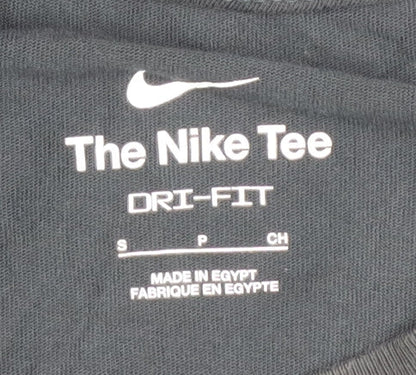 The Nike Tee
DRI-FIT
S P CH
MADE IN EGYPT
FABRIQUE EN EGYPTE